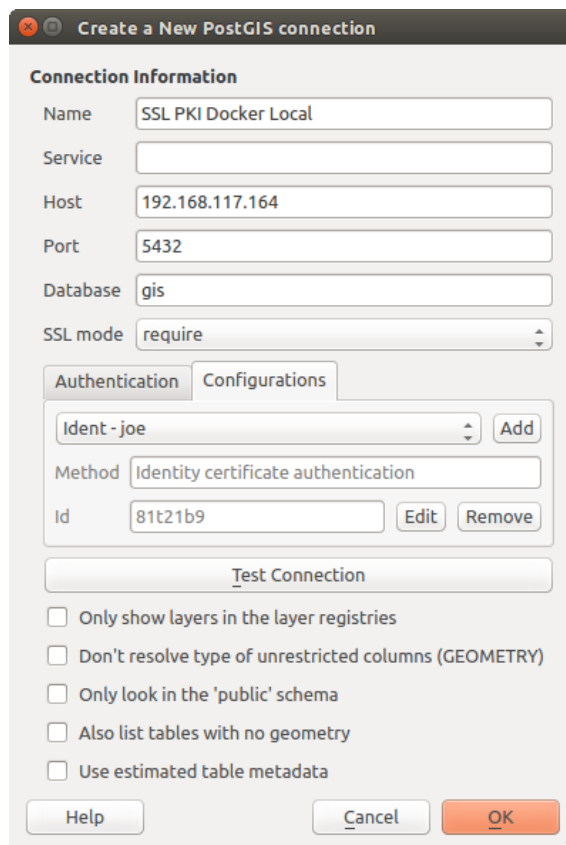 Create a New PostGIS connection
Connection Information
Name SSL PKI Docker Local
Service
Host 192.168.117.164
Port 5432
Database gis
SSL mode require
Authentication Configurations
Ident - joe Add
Method Identity certificate authentication
Id 81t21b9 Edit Remove
Test Connection
Only show layers in the layer registries
Don't resolve type of unrestricted columns (GEOMETRY)
Only look in the 'public' schema
Also list tables with no geometry
Use estimated table metadata
Help Cancel OK